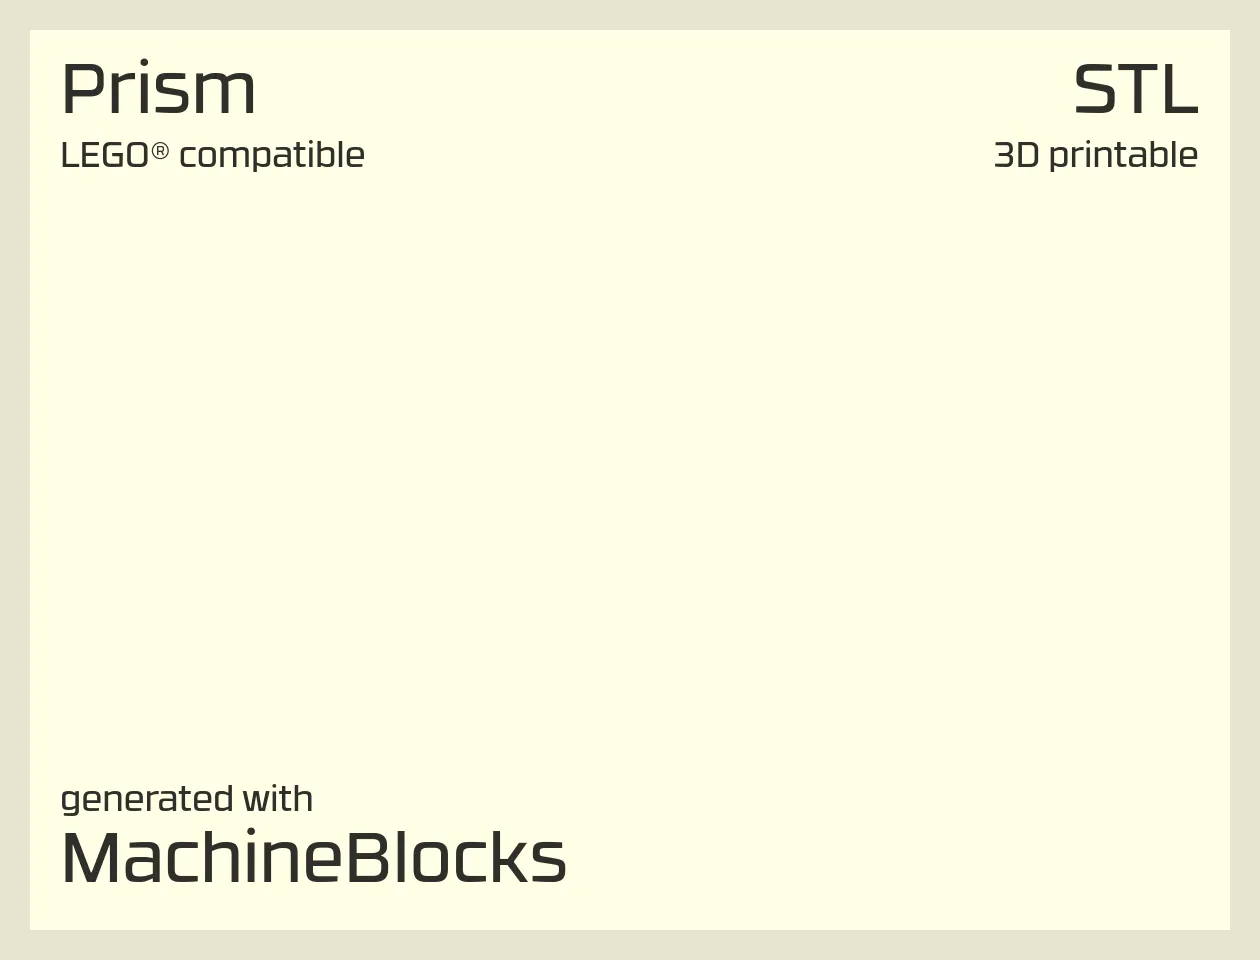 Prism
LEGO® compatible
STL
3D printable
generated with
MachineBlocks